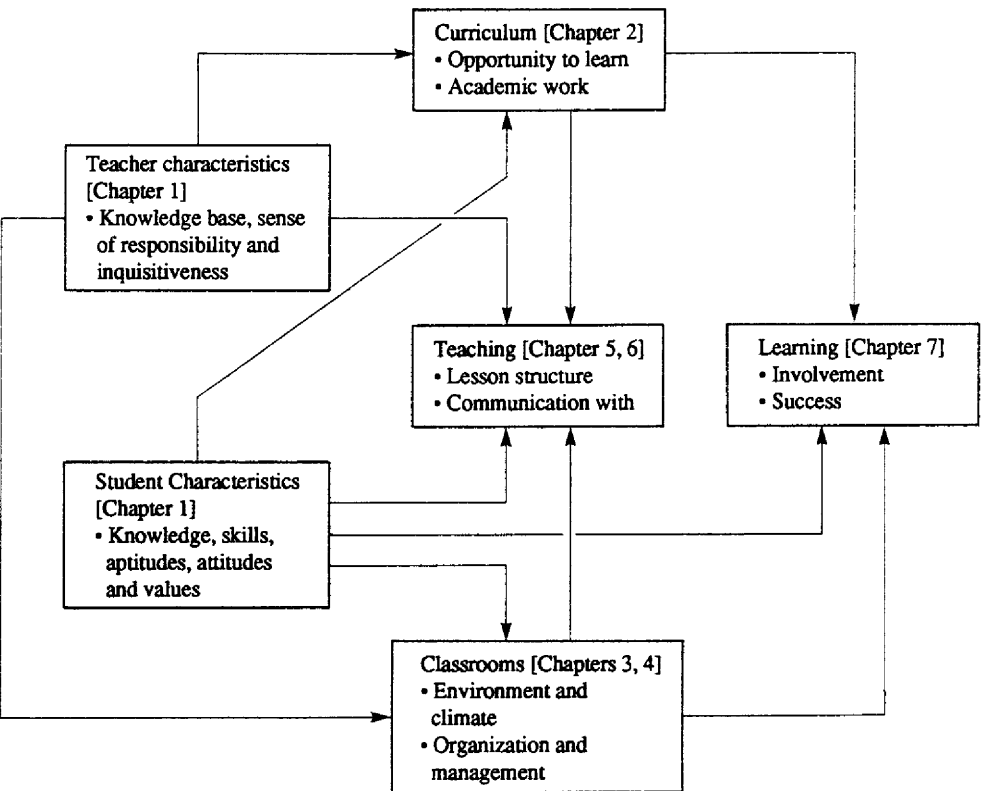 Curriculum [Chapter 2]
• Opportunity to learn
• Academic work
Teacher characteristics
[Chapter 1]
• Knowledge base, sense
of responsibility and
inquisitiveness
Teaching [Chapter 5, 6]
• Lesson structure
• Communication with
Learning [Chapter 7]
• Involvement
• Success
Student Characteristics
[Chapter 1]
• Knowledge, skills,
aptitudes, attitudes
and values
Classrooms [Chapters 3, 4]
• Environment and
climate
• Organization and
management